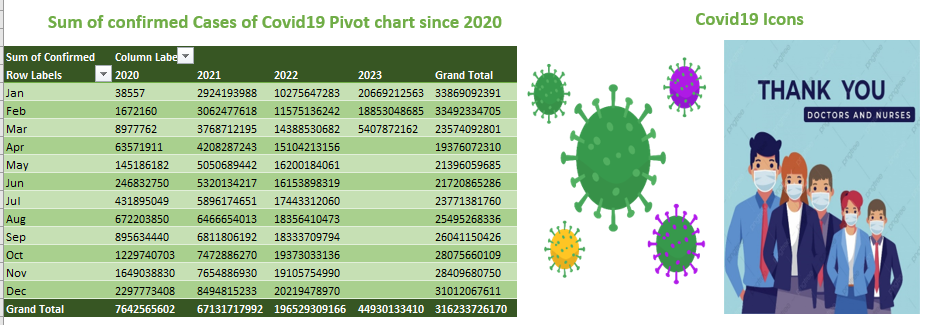 Sum of confirmed Cases of Covid19 Pivot chart since 2020
Covid19 Icons
Sum of Confirmed Column Labe
Row Labels 2020 2021 2022 2023 Grand Total
Jan 38557 2924193988 10275647283 20669212563 33869092391
Feb 1672160 3062477618 11575136242 18853048685 33492334705
Mar 8977762 3768712195 14388530682 5407872162 23574092801
Apr 63571911 4208287243 15104213156 19376072310
May 145186182 5050689442 16200184061 21396059685
Jun 246832750 5320134217 16153898319 21720865286
Jul 431895049 5896174651 17443312060 23771381760
Aug 672203850 6466654013 18356410473 25495268336
Sep 895634440 6811806192 18333709794 26041150426
Oct 1229740703 7472886270 19373033136 28075660109
Nov 1649038830 7654886930 19105754990 28409680750
Dec 2297773408 8494815233 20219478970 31012067611
Grand Total 7642565602 67131717992 196529309166 44930133410 316233726170
THANK YOU
DOCTORS AND NURSES